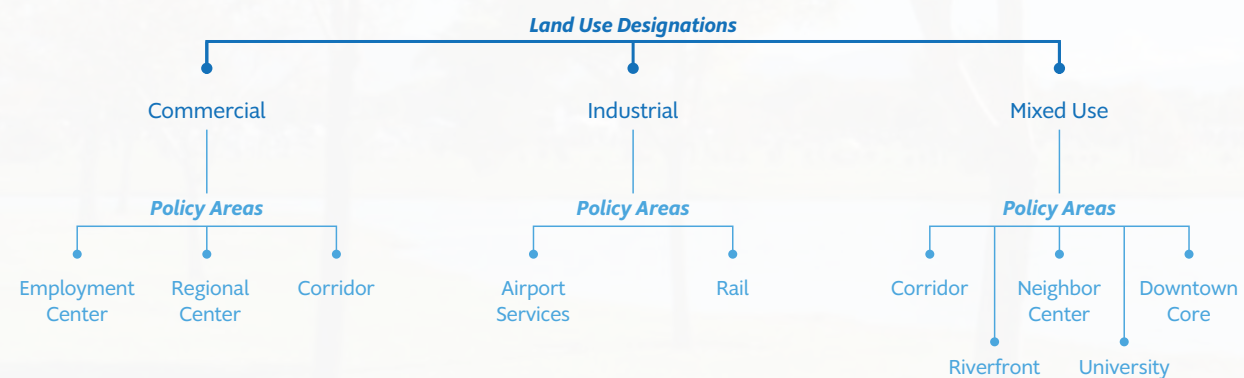 Land Use Designations
Commercial
Industrial
Mixed Use
Policy Areas
Policy Areas
Policy Areas
Employment
Center
Regional
Center
Corridor
Airport
Services
Rail
Corridor
Neighbor
Center
Downtown
Core
Riverfront
University